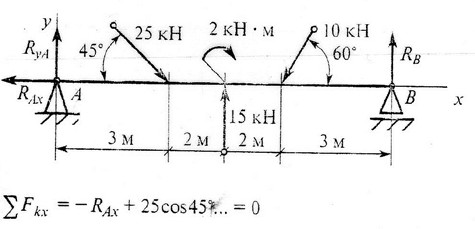 y
25 кН 2 кН · м 10 кН
R_yA 45° 60° R_B
R_Ax A B x
15 кН
3 м 2 м 2 м 3 м
∑F_kx = −R_Ax + 25cos45°... = 0